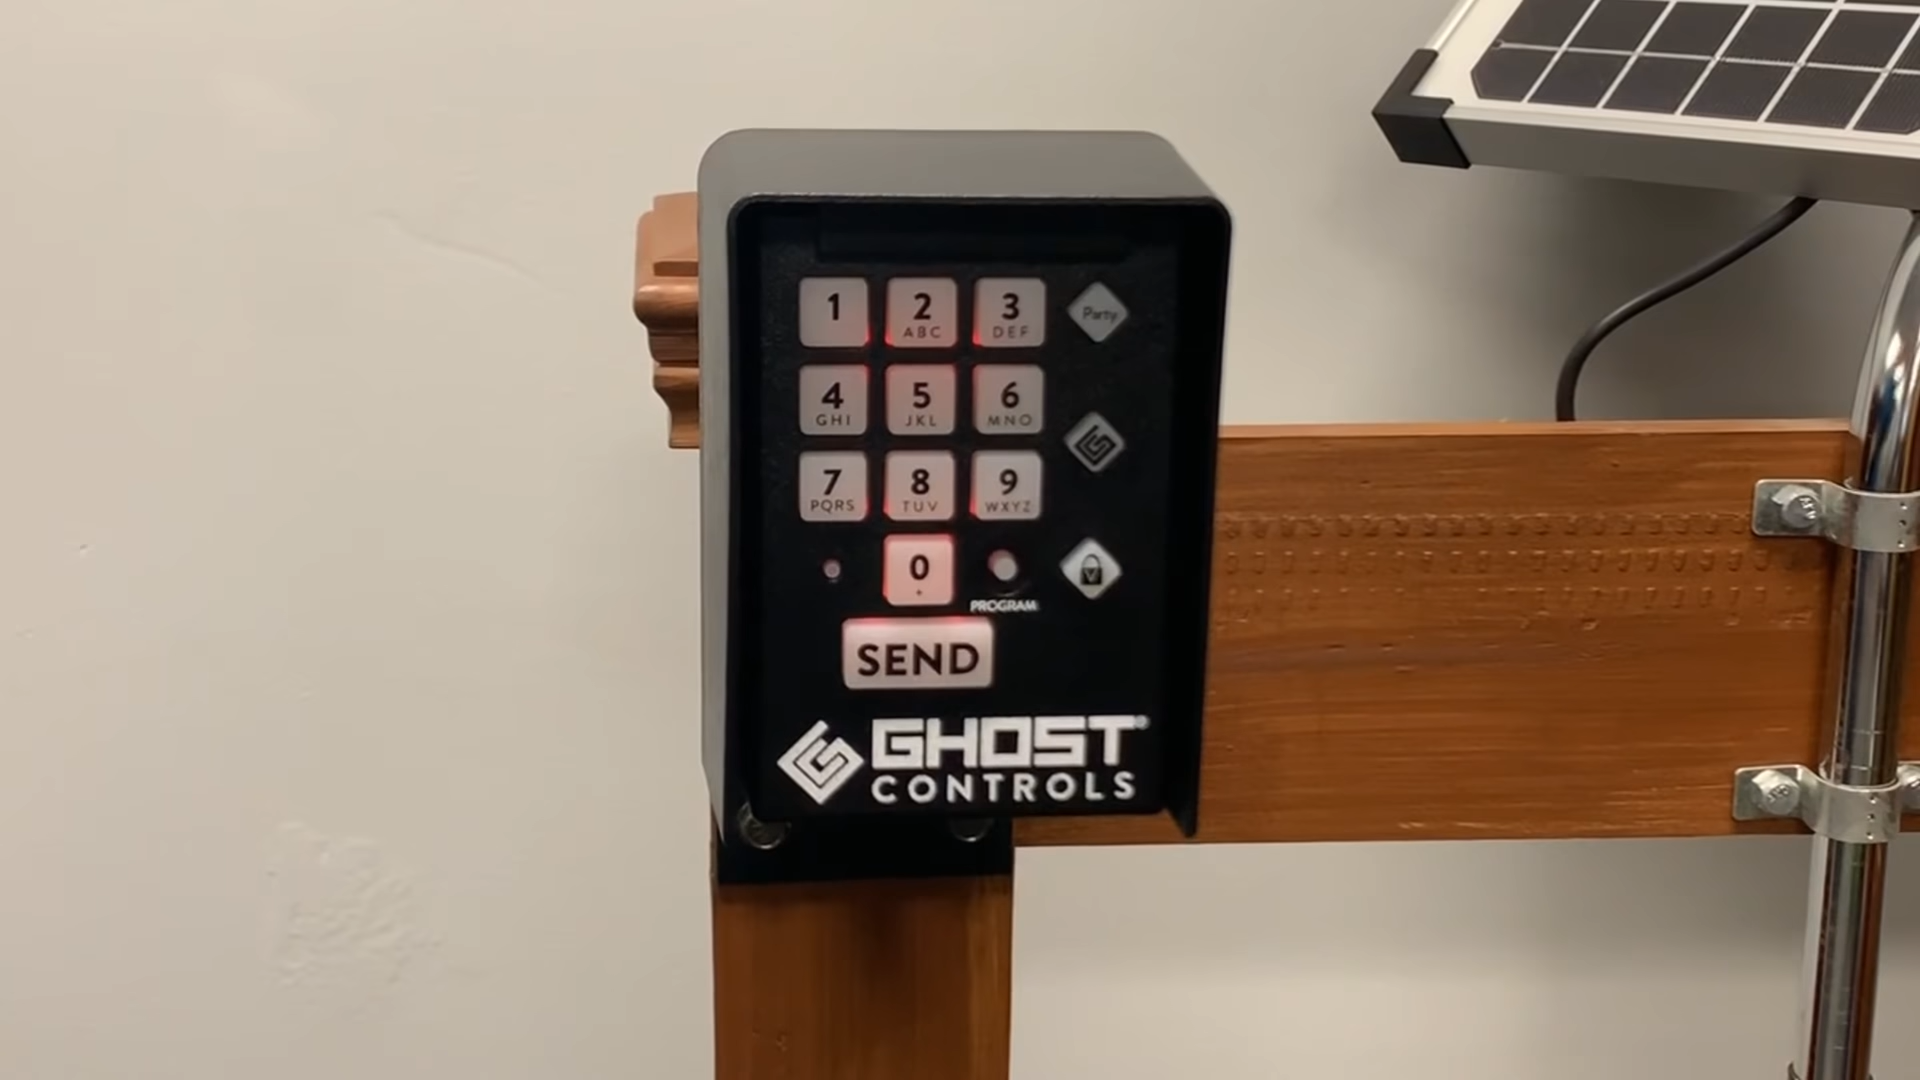 1 2 3 Party
ABC DEF
4 5 6
GHI JKL MNO
7 8 9
PQRS TUV WXYZ
0
PROGRAM
SEND
GHOST®
CONTROLS